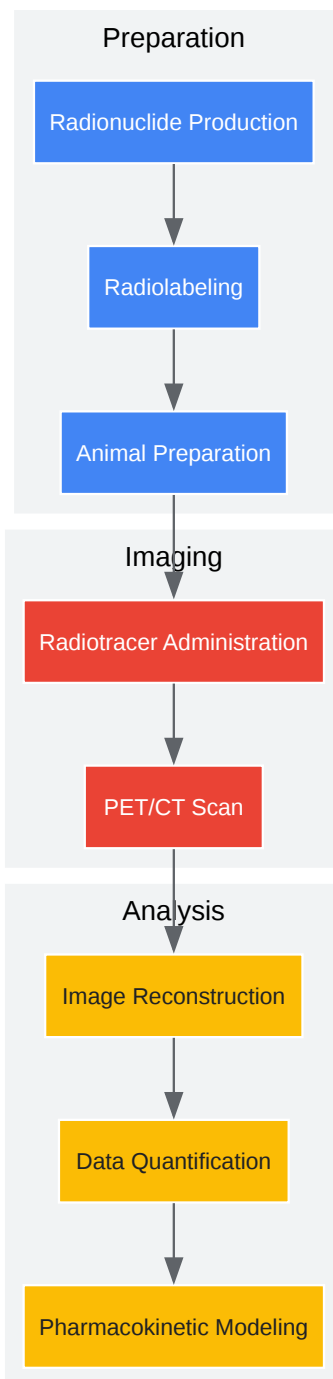 Preparation
Radionuclide Production
Radiolabeling
Animal Preparation
Imaging
Radiotracer Administration
PET/CT Scan
Analysis
Image Reconstruction
Data Quantification
Pharmacokinetic Modeling